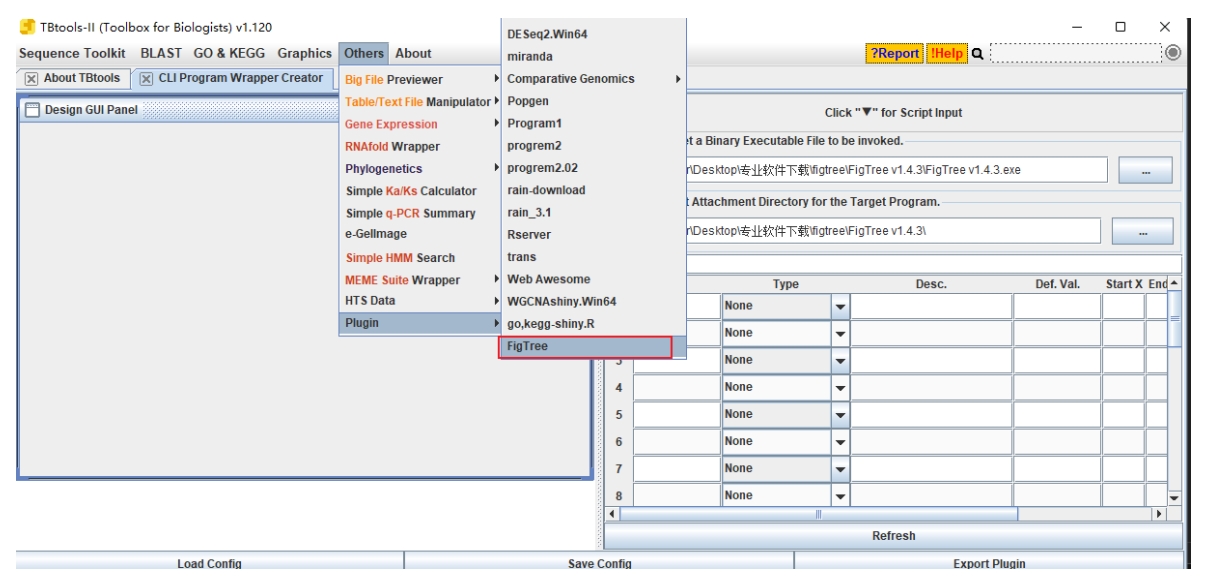 TBtools-II (Toolbox for Biologists) v1.120
Sequence Toolkit BLAST GO & KEGG Graphics Others About
?Report !Help
About TBtools CLI Program Wrapper Creator
Design GUI Panel
Big File Previewer
Table/Text File Manipulator
Gene Expression
RNAfold Wrapper
Phylogenetics
Simple Ka/Ks Calculator
Simple q-PCR Summary
e-GelImage
Simple HMM Search
MEME Suite Wrapper
HTS Data
Plugin
DESeq2.Win64
miranda
Comparative Genomics
Popgen
Program1
progrem2
progrem2.02
rain-download
rain_3.1
Rserver
trans
Web Awesome
WGCNAshiny.Win64
go,kegg-shiny.R
FigTree
Click "▼" for Script Input
a Binary Executable File to be invoked.
\Desktop\专业软件下载\figtree\FigTree v1.4.3\FigTree v1.4.3.exe
...
Attachment Directory for the Target Program.
\Desktop\专业软件下载\figtree\FigTree v1.4.3\
...
Type Desc. Def. Val. Start X End
None
None
3 None
4 None
5 None
6 None
7 None
8 None
Refresh
Load Config Save Config Export Plugin